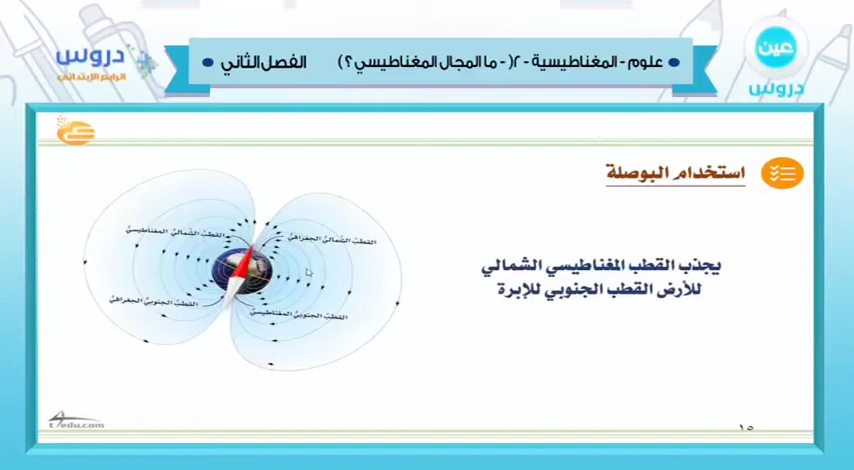 دروس
الرابع الإبتدائي
علوم - المغناطيسية - ٢( - ما المجال المغناطيسي ؟) الفصل الثاني
عين
دروس
استخدام البوصلة
يجذب القطب المغناطيسي الشمالي
للأرض القطب الجنوبي للإبرة
القطبُ الشماليُّ المغناطيسيُّ
القطبُ الشماليُّ الجغرافيُّ
القطبُ الجنوبيُّ الجغرافيُّ
القطبُ الجنوبيُّ المغناطيسيُّ
t4edu.com
١٥